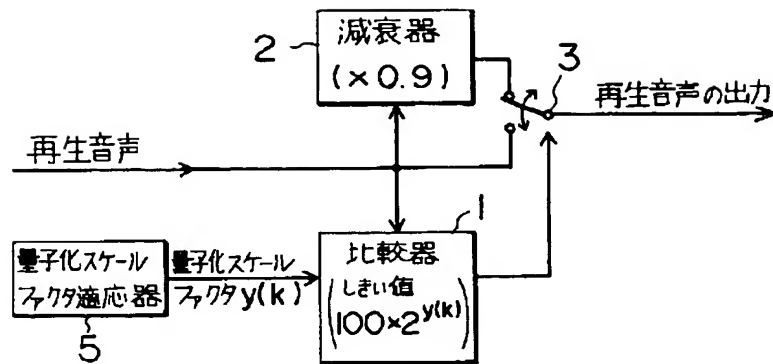 2
減衰器
(×0.9)
3
再生音声の出力
再生音声
1
比較器
しきい値
(100×2^y(k))
量子化スケール
ファクタ適応器
量子化スケール
ファクタy(k)
5